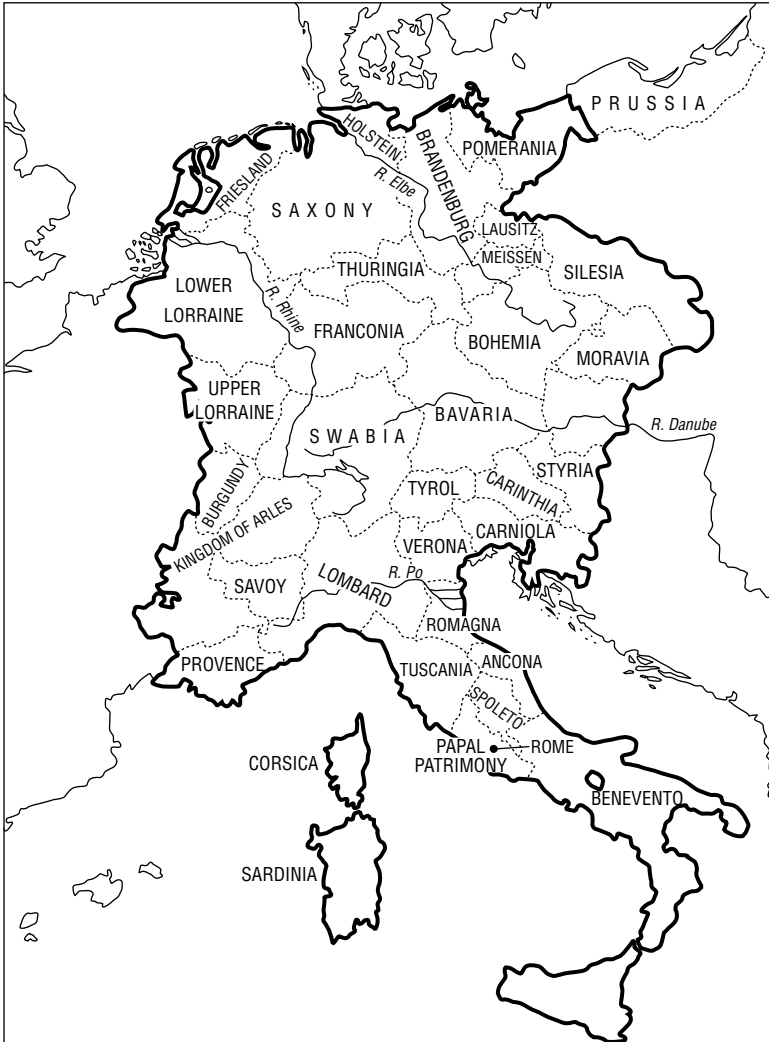 PRUSSIA
HOLSTEIN
BRANDENBURG
POMERANIA
FRIESLAND
R. Elbe
SAXONY
LAUSITZ
MEISSEN
THURINGIA
SILESIA
LOWER
LORRAINE
R. Rhine
FRANCONIA
BOHEMIA
MORAVIA
UPPER
LORRAINE
SWABIA
BAVARIA
R. Danube
BURGUNDY
TYROL
CARINTHIA
STYRIA
KINGDOM OF ARLES
VERONA
CARNIOLA
R. Po
SAVOY
LOMBARD
ROMAGNA
PROVENCE
TUSCANIA
ANCONA
SPOLETO
PAPAL
PATRIMONY
ROME
CORSICA
BENEVENTO
SARDINIA